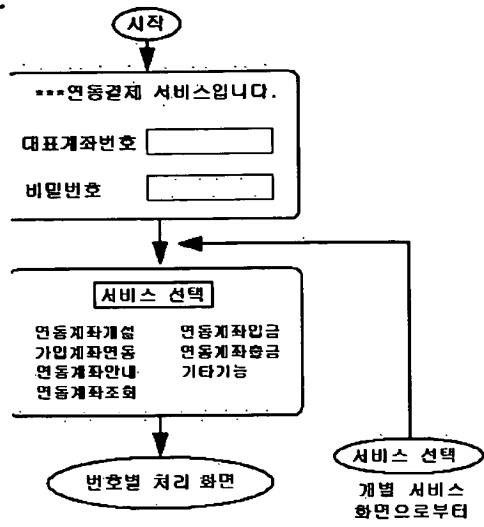 시작
***연동결제 서비스입니다.
대표계좌번호
비밀번호
서비스 선택
연동계좌개설 연동계좌입금
가입계좌연동 연동계좌출금
연동계좌안내 기타기능
연동계좌조회
번호별 처리 화면
서비스 선택
개별 서비스
화면으로부터